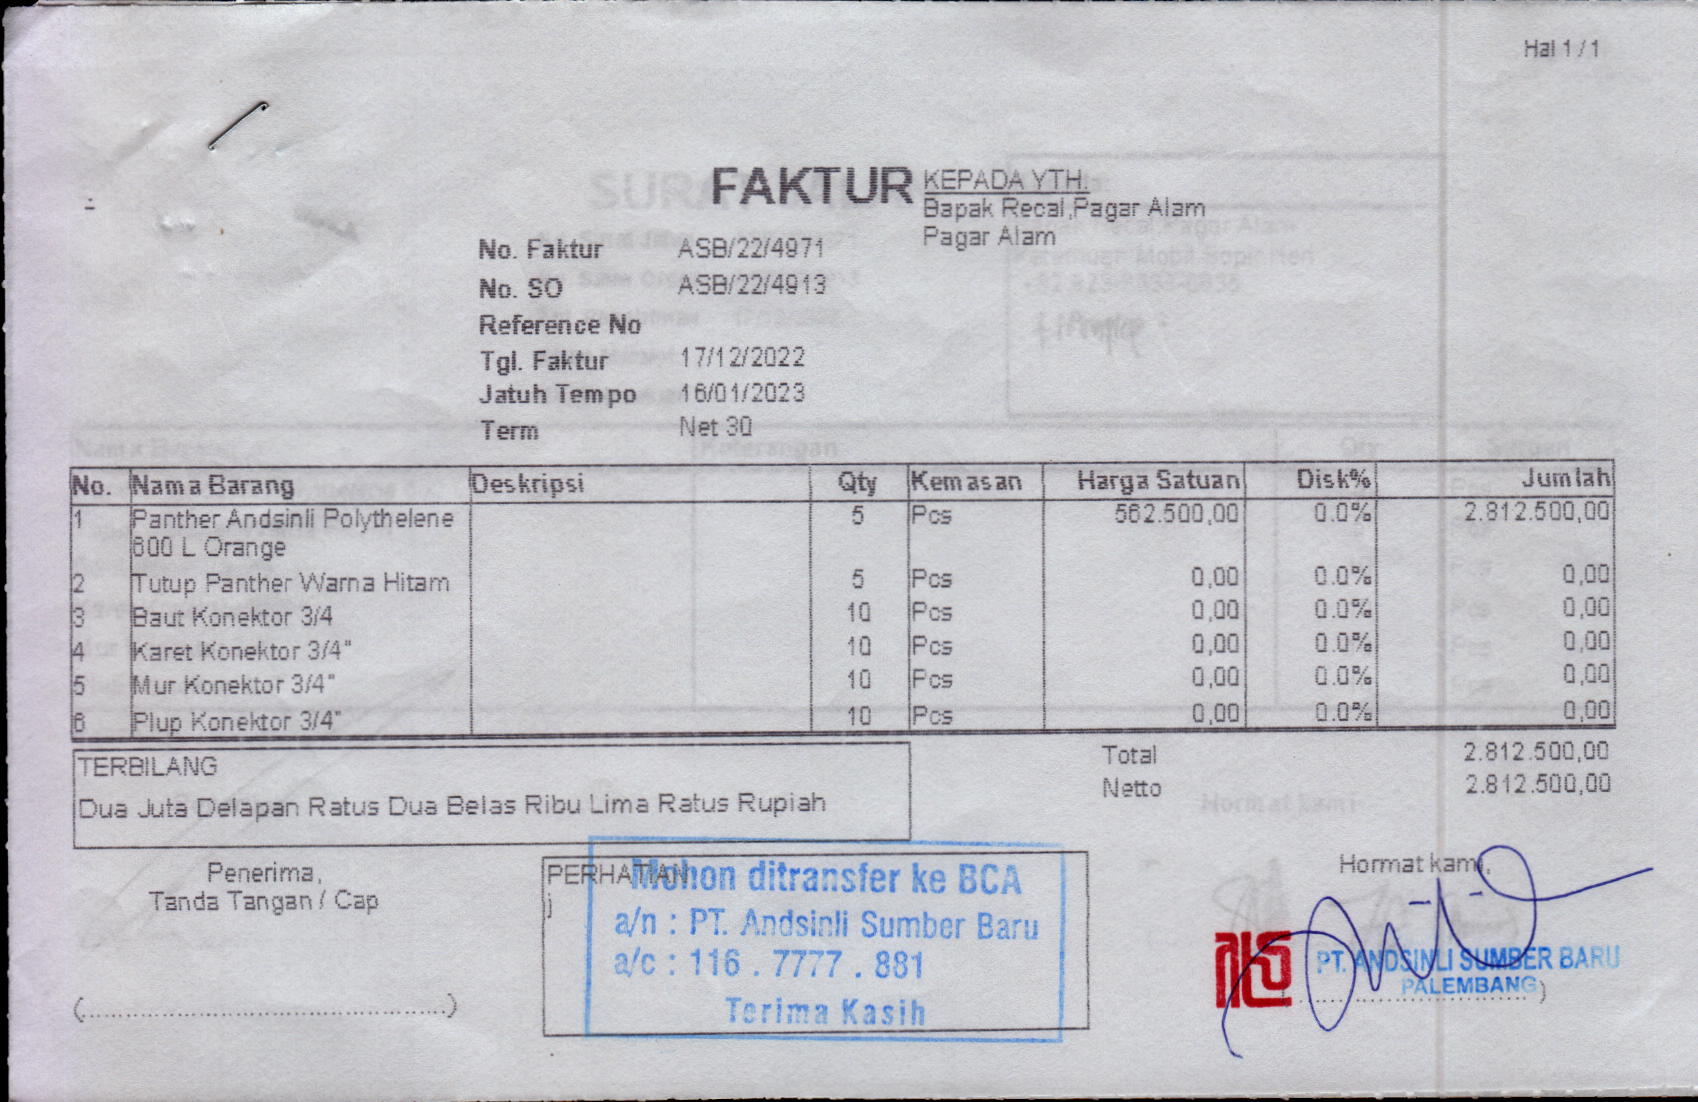 Hal 1 / 1
FAKTUR
KEPADA YTH.
Bapak Recal,Pagar Alam
Pagar Alam
No. Faktur ASB/22/4971
No. SO ASB/22/4913
Reference No
Tgl. Faktur 17/12/2022
Jatuh Tempo 16/01/2023
Term Net 30
No. Nama Barang Deskripsi Qty Kemasan Harga Satuan Disk% Jumlah
1 Panther Andsinli Polythelene 5 Pcs 562.500,00 0.0% 2.812.500,00
600 L Orange
2 Tutup Panther Warna Hitam 5 Pcs 0,00 0.0% 0,00
3 Baut Konektor 3/4 10 Pcs 0,00 0.0% 0,00
4 Karet Konektor 3/4" 10 Pcs 0,00 0.0% 0,00
5 Mur Konektor 3/4" 10 Pcs 0,00 0.0% 0,00
6 Plup Konektor 3/4" 10 Pcs 0,00 0.0% 0,00
Total 2.812.500,00
Netto 2.812.500,00
TERBILANG
Dua Juta Delapan Ratus Dua Belas Ribu Lima Ratus Rupiah
Penerima,
Tanda Tangan / Cap
(...............................................)
PERHATIAN
j
Mohon ditransfer ke BCA
a/n : PT. Andsinli Sumber Baru
a/c : 116 . 7777 . 881
Terima Kasih
Hormat kami,
PT. ANDSINLI SUMBER BARU
PALEMBANG